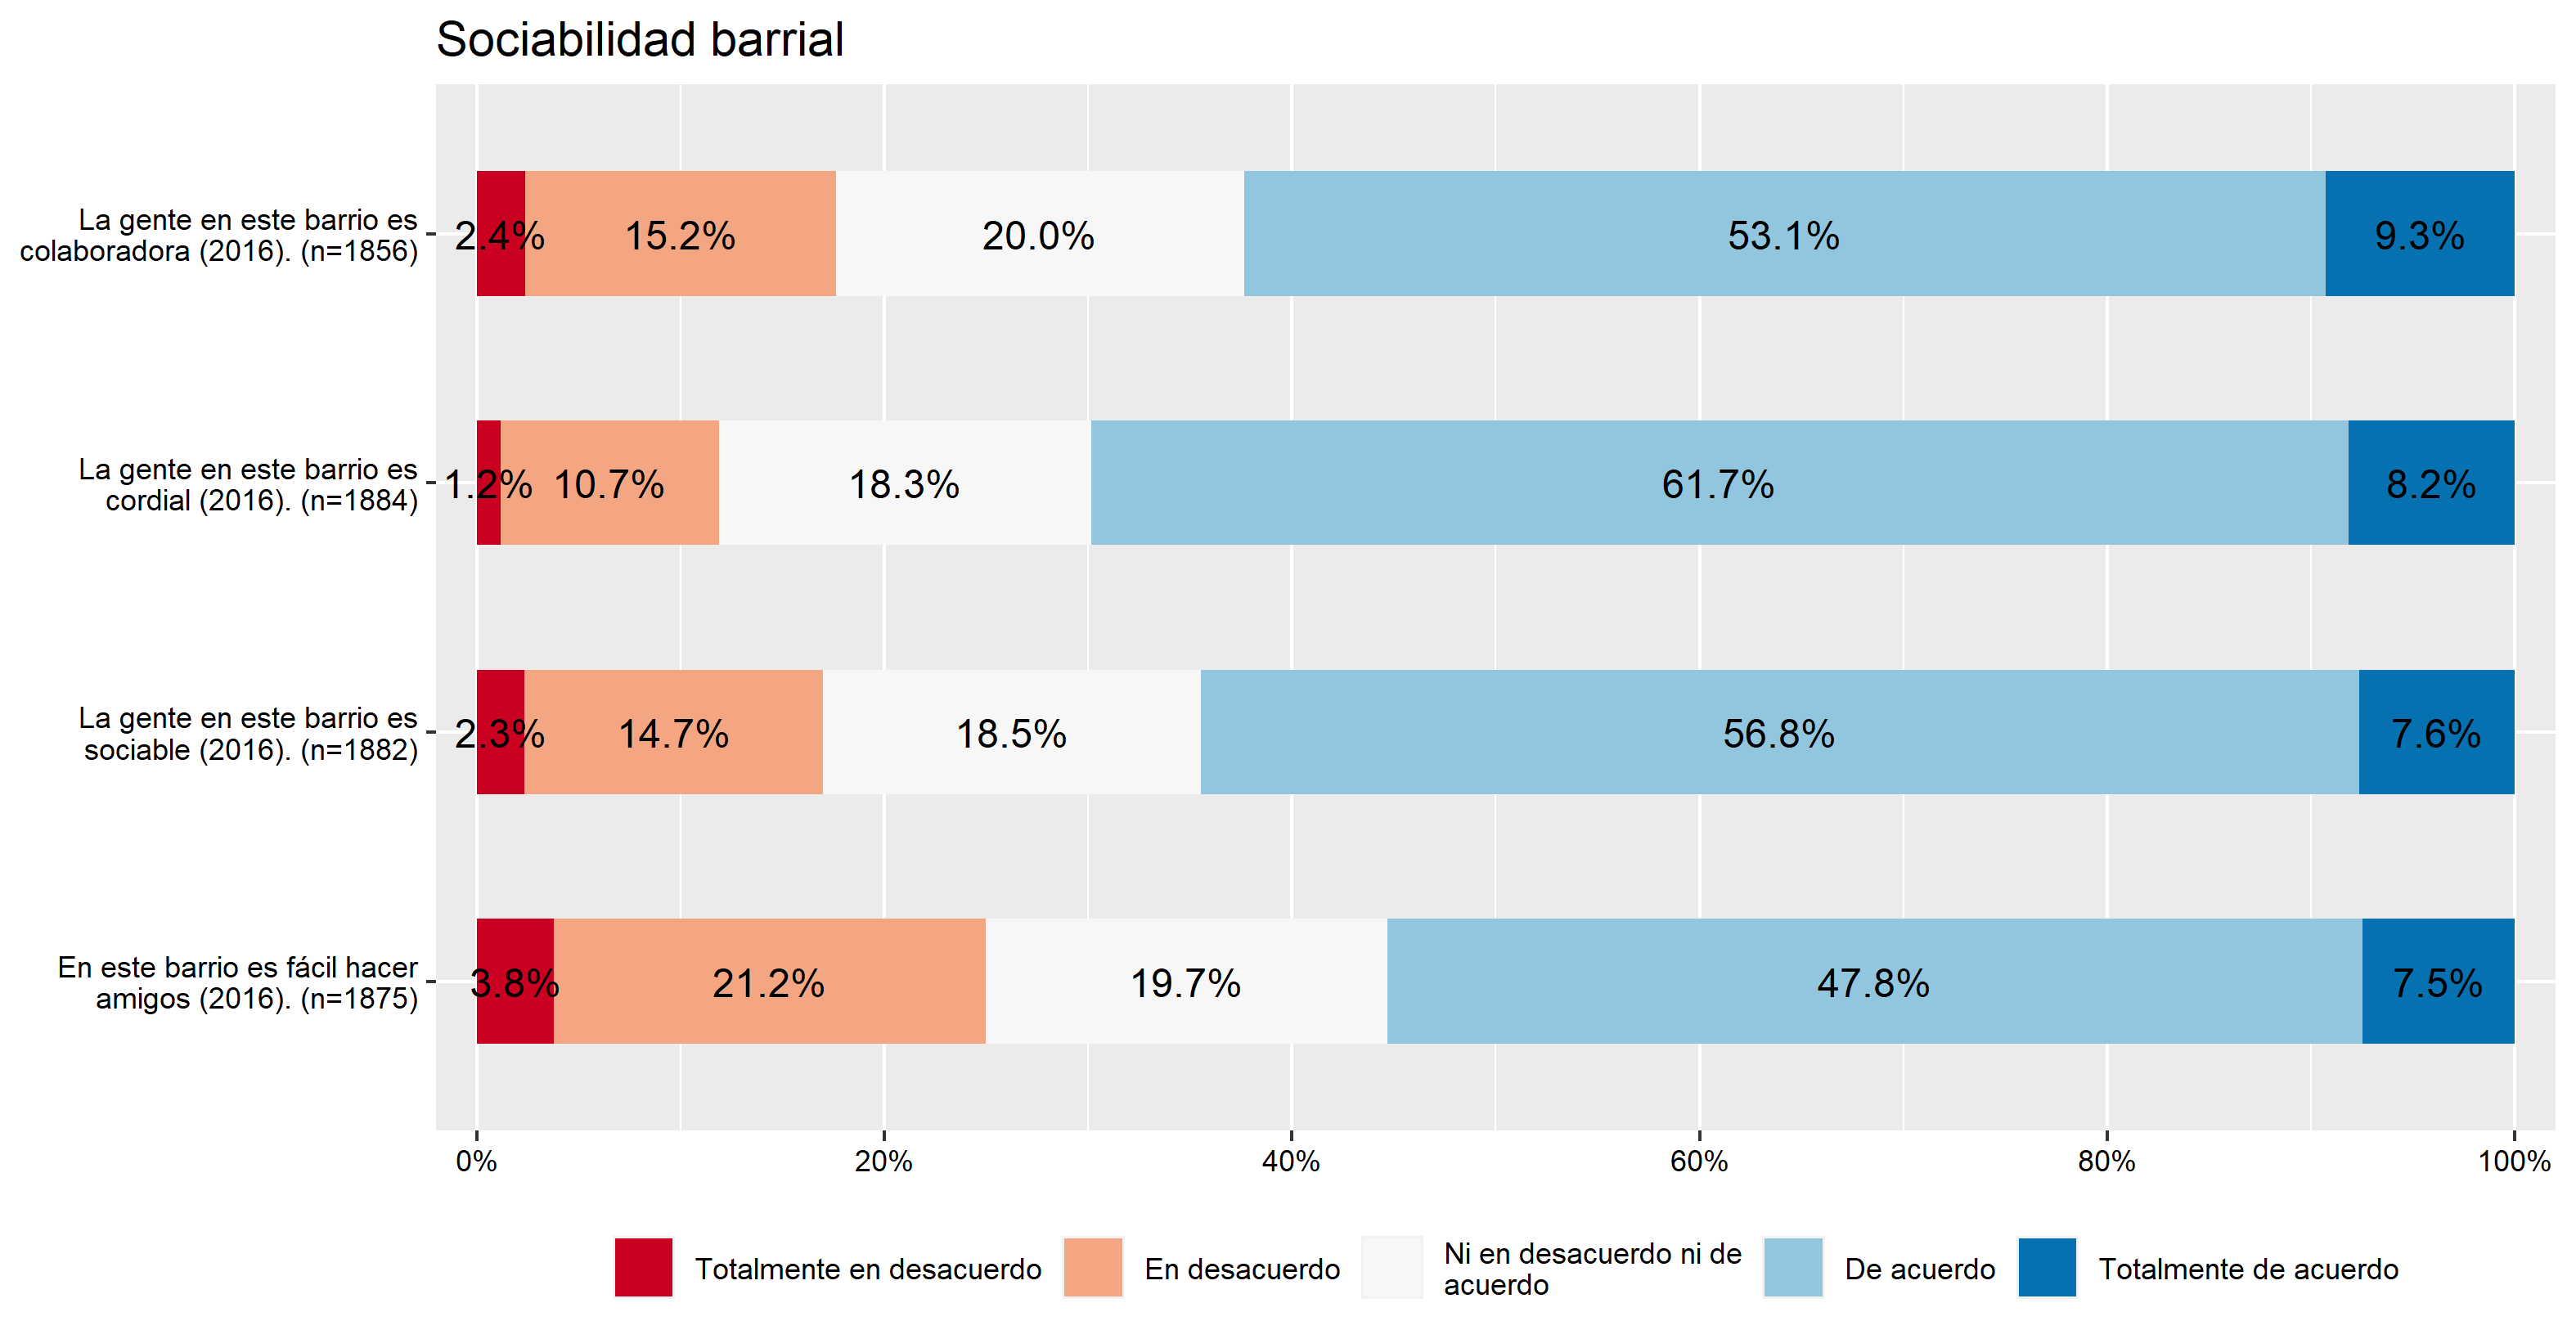 Sociabilidad barrial
La gente en este barrio es
colaboradora (2016). (n=1856)
2.4% 15.2% 20.0% 53.1% 9.3%
La gente en este barrio es
cordial (2016). (n=1884)
1.2% 10.7% 18.3% 61.7% 8.2%
La gente en este barrio es
sociable (2016). (n=1882)
2.3% 14.7% 18.5% 56.8% 7.6%
En este barrio es fácil hacer
amigos (2016). (n=1875)
3.8% 21.2% 19.7% 47.8% 7.5%
0% 20% 40% 60% 80% 100%
Totalmente en desacuerdo
En desacuerdo
Ni en desacuerdo ni de
acuerdo
De acuerdo
Totalmente de acuerdo